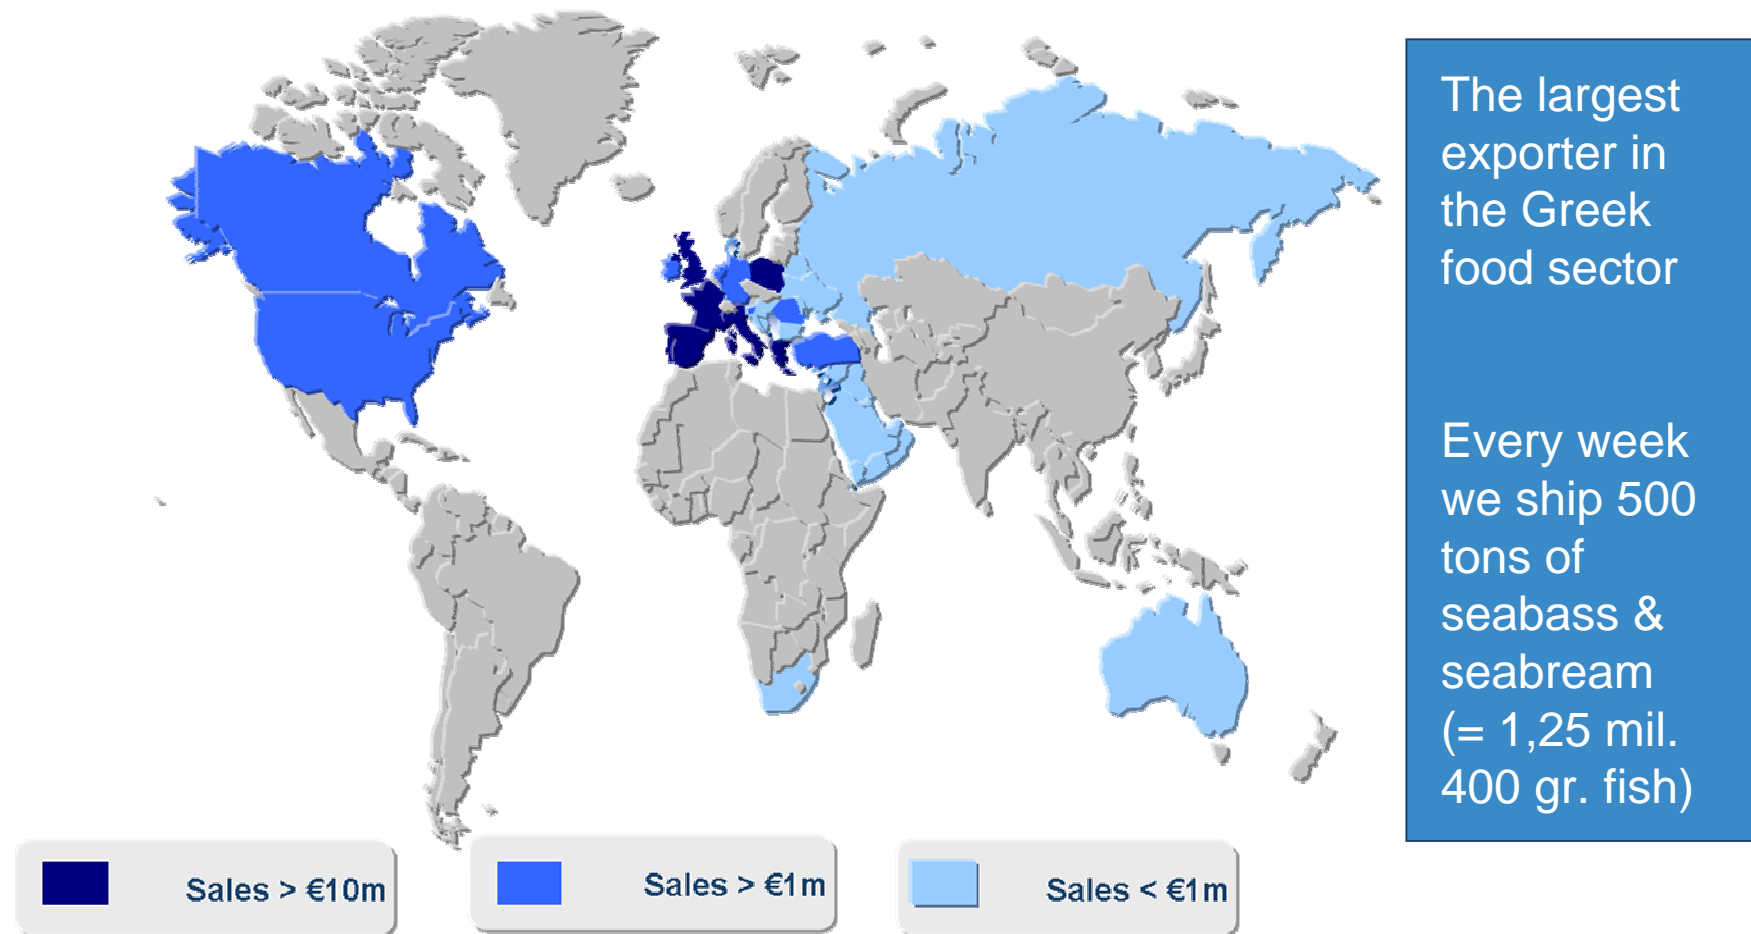 The largest
exporter in
the Greek
food sector
Every week
we ship 500
tons of
seabass &
seabream
(= 1,25 mil.
400 gr. fish)
Sales > €10m
Sales > €1m
Sales < €1m